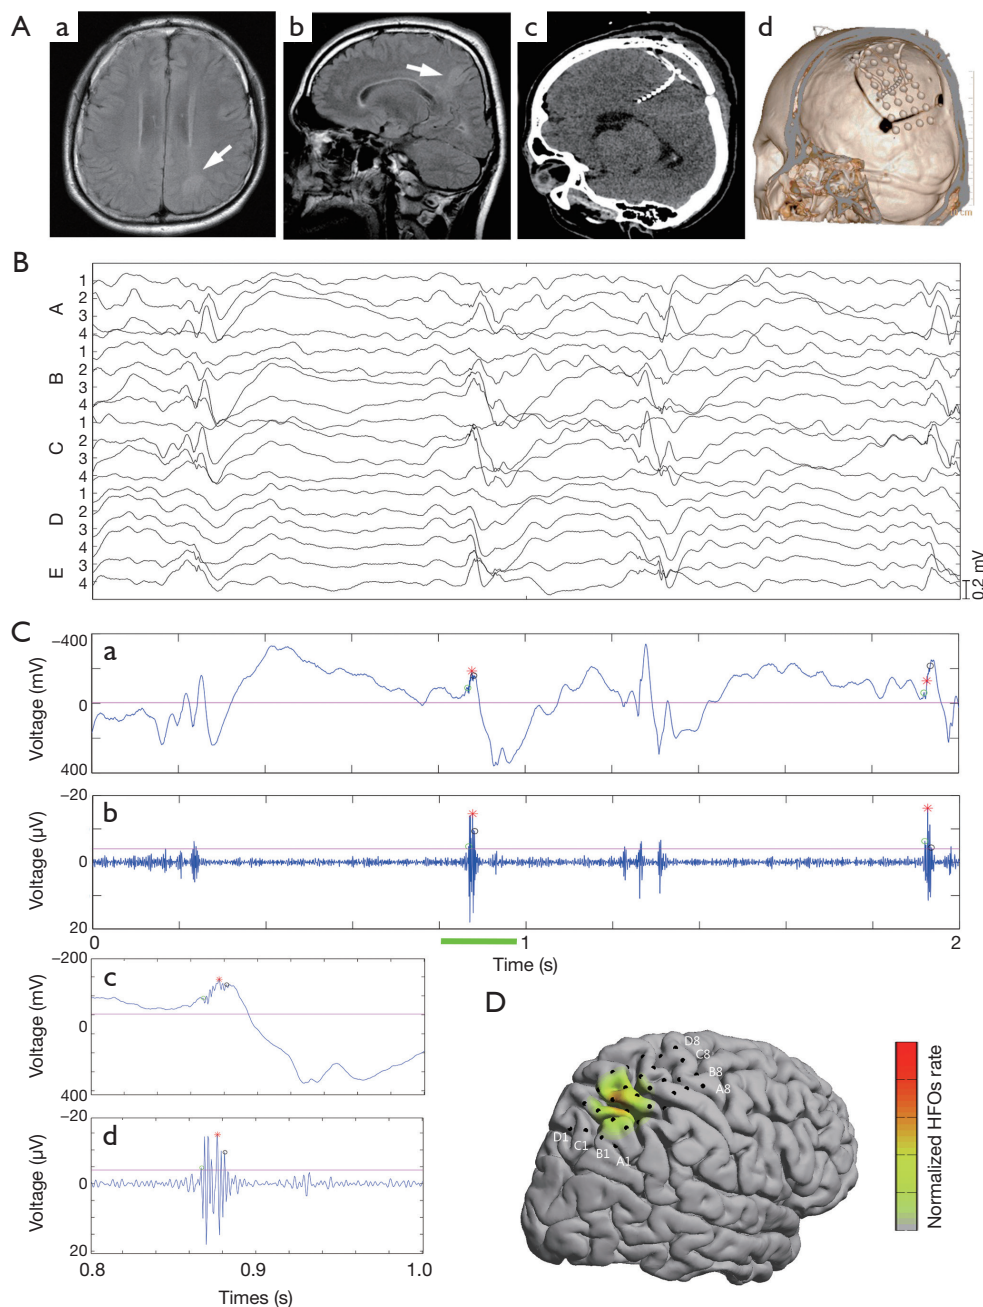 A
a
b
c
d
cm
B
A
1
2
3
4
B
1
2
3
4
C
1
2
3
4
D
1
2
3
4
E
3
4
0.2 mV
C
a
Voltage (mV)
−400
0
400
b
Voltage (µV)
−20
0
20
0
1
2
Time (s)
c
Voltage (mV)
−200
0
400
d
Voltage (µV)
−20
0
20
0.8
0.9
1.0
Times (s)
D
D8
C8
B8
A8
D1
C1
B1
A1
Normalized HFOs rate